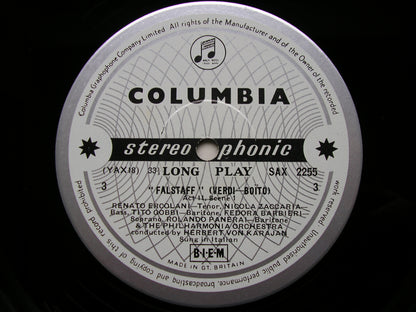 Columbia Graphophone Company Limited. All rights of the Manufacturer and of the Owner of the recorded work reserved. Unauthorised public performance, broadcasting and copying of this record prohibited
COLUMBIA
stereophonic
(YAX18) 33⅓ LONG PLAY SAX 2255
3 3
"FALSTAFF" (VERDI—BOITO)
Act II, Scene 1
RENATO ERCOLANI—Tenor, NICOLA ZACCARIA—
Bass, TITO GOBBI—Baritone, FEDORA BARBIERI
Soprano, ROLANDO PANERAI—Baritone
& THE PHILHARMONIA ORCHESTRA
conducted by HERBERT VON KARAJAN
Sung in Italian
B·I·E·M
MADE IN GT. BRITAIN